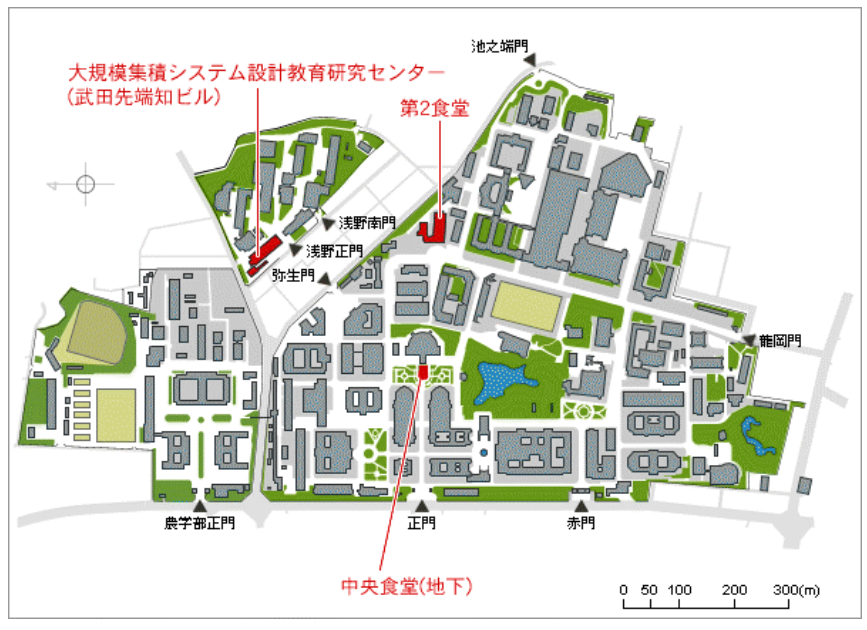 池之端門
大規模集積システム設計教育研究センター
(武田先端知ビル)
第2食堂
4
浅野南門
浅野正門
弥生門
龍岡門
農学部正門
正門
赤門
中央食堂(地下)
0 50 100 200 300(m)